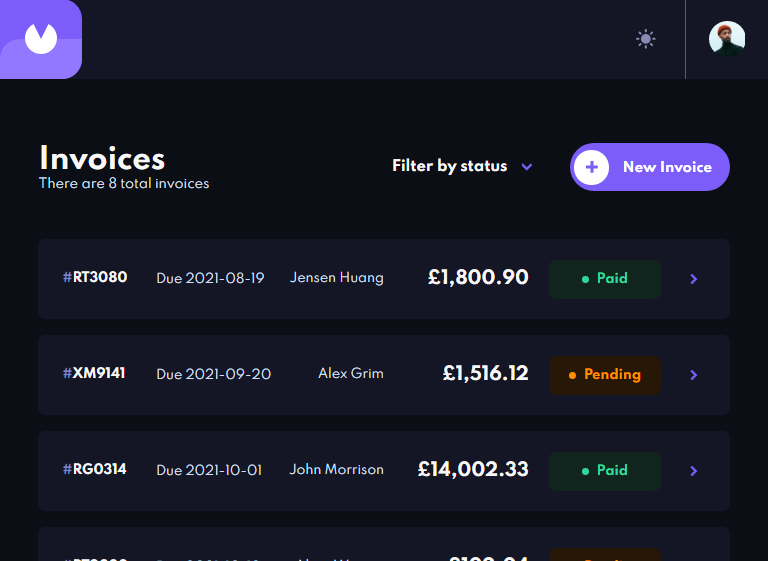 Invoices
There are 8 total invoices
Filter by status
New Invoice
#RT3080 Due 2021-08-19 Jensen Huang £1,800.90 Paid
#XM9141 Due 2021-09-20 Alex Grim £1,516.12 Pending
#RG0314 Due 2021-10-01 John Morrison £14,002.33 Paid